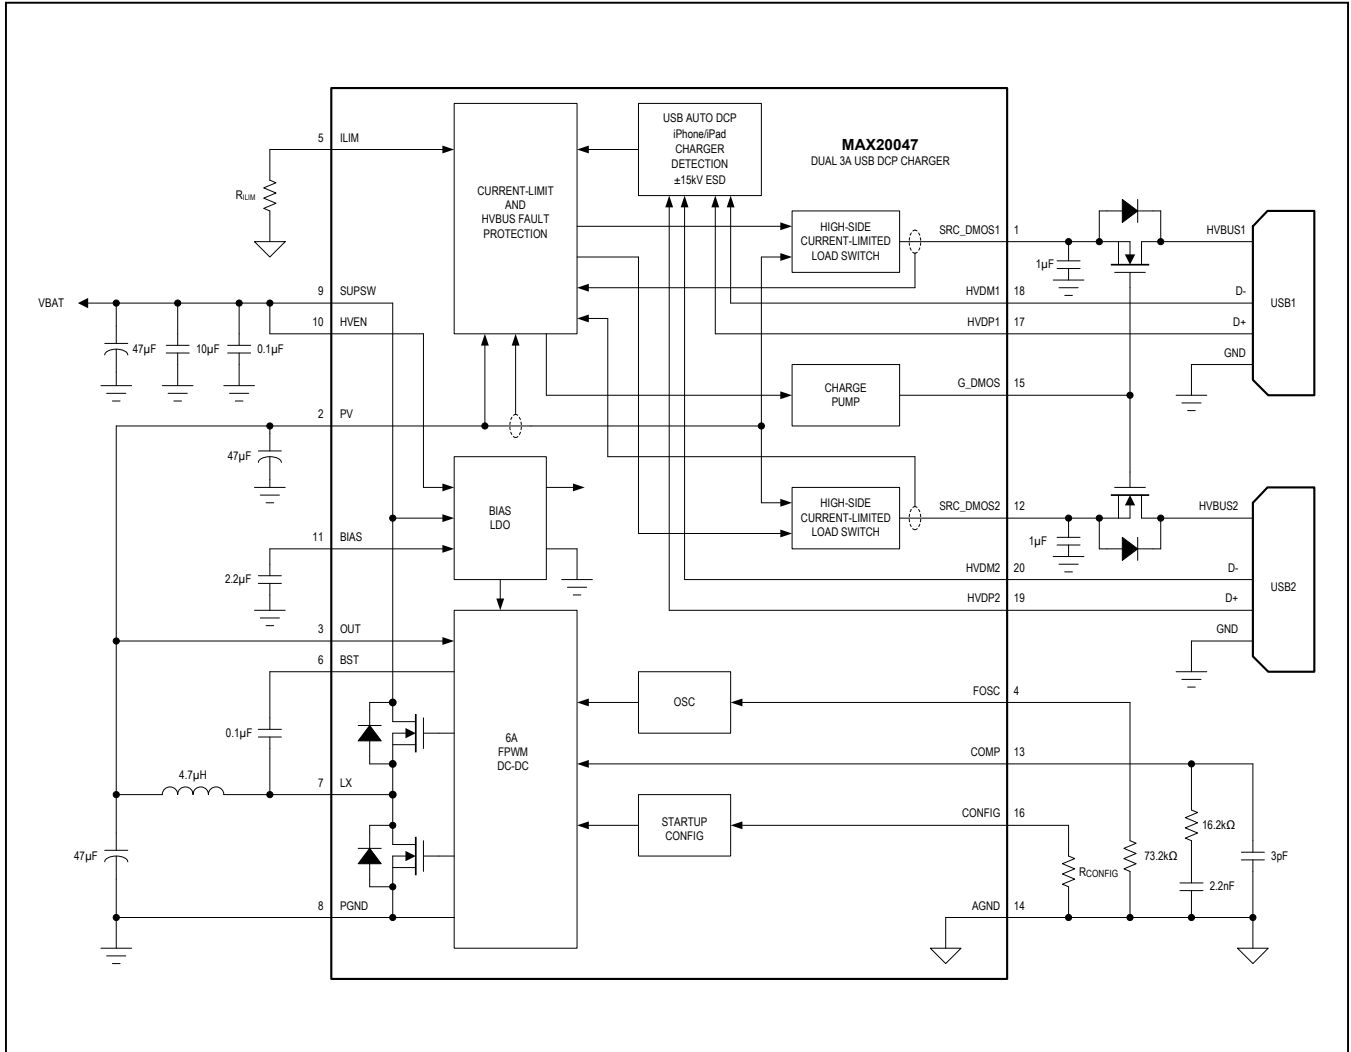 MAX20047
DUAL 3A USB DCP CHARGER
USB AUTO DCP
iPhone/iPad
CHARGER
DETECTION
±15kV ESD
CURRENT-LIMIT
AND
HVBUS FAULT
PROTECTION
5 ILIM
RILIM
HIGH-SIDE
CURRENT-LIMITED
LOAD SWITCH
SRC_DMOS1 1
1µF
HVBUS1
HVDM1 18
D-
HVDP1 17
D+
GND
USB1
VBAT
9 SUPSW
10 HVEN
47µF
10µF
0.1µF
CHARGE
PUMP
G_DMOS 15
2 PV
47µF
BIAS
LDO
HIGH-SIDE
CURRENT-LIMITED
LOAD SWITCH
SRC_DMOS2 12
1µF
HVBUS2
11 BIAS
2.2µF
HVDM2 20
D-
HVDP2 19
D+
GND
USB2
3 OUT
6 BST
0.1µF
4.7µH
7 LX
47µF
8 PGND
6A
FPWM
DC-DC
OSC
FOSC 4
COMP 13
STARTUP
CONFIG
CONFIG 16
RCONFIG
73.2kΩ
16.2kΩ
2.2nF
3pF
AGND 14